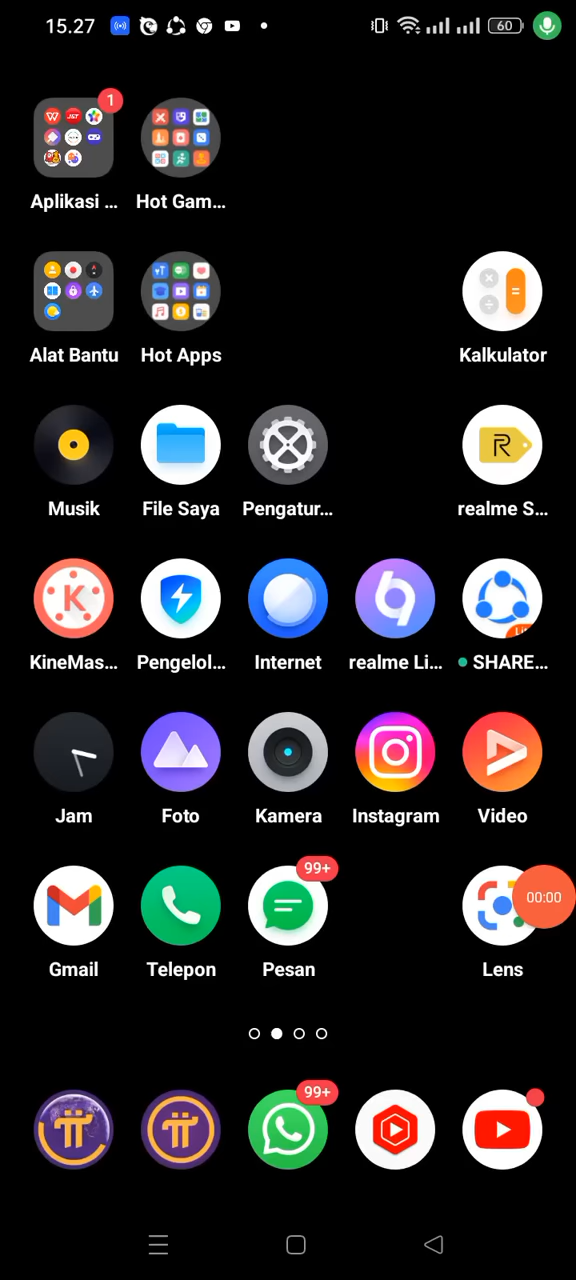 15.27
60
1
Aplikasi ...
Hot Gam...
Alat Bantu
Hot Apps
Kalkulator
Musik
File Saya
Pengatur...
realme S...
KineMas...
Pengelol...
Internet
realme Li...
SHARE...
Jam
Foto
Kamera
Instagram
Video
99+
00:00
Gmail
Telepon
Pesan
Lens
99+